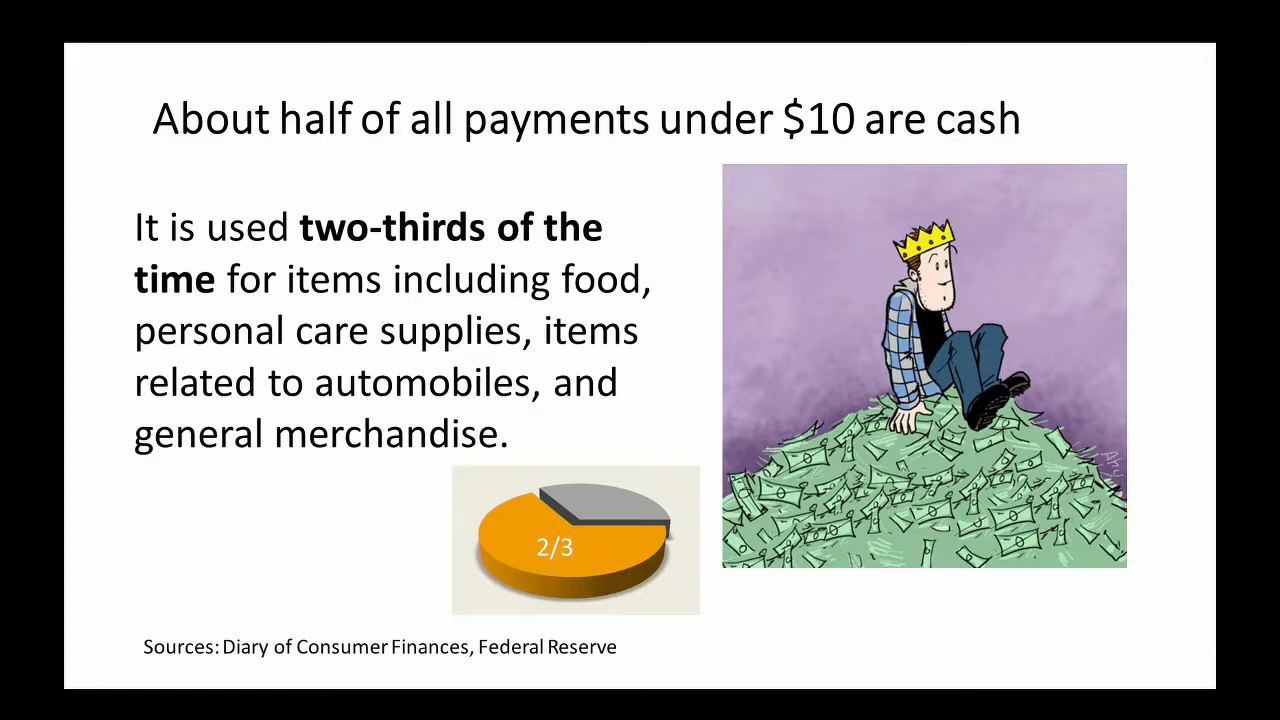 About half of all payments under $10 are cash
It is used two-thirds of the
time for items including food,
personal care supplies, items
related to automobiles, and
general merchandise.
2/3
Sources: Diary of Consumer Finances, Federal Reserve